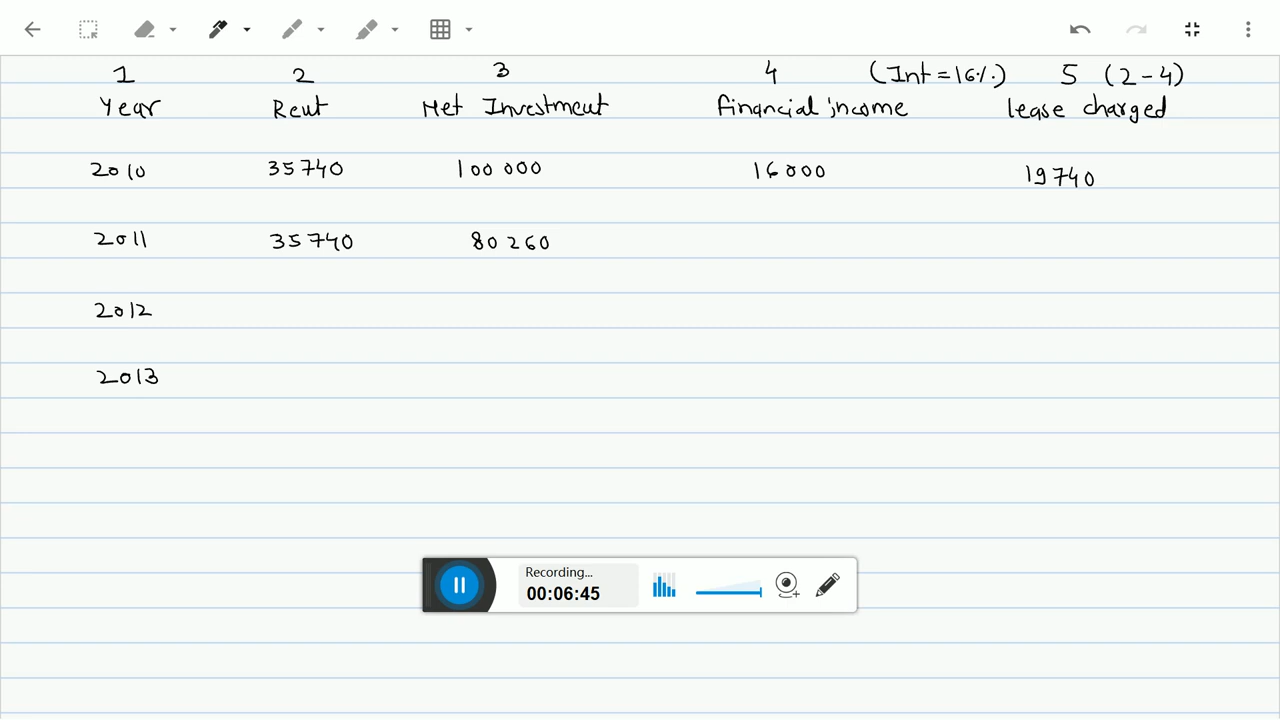 1 2 3 4 (Int = 16%.) 5 (2-4)
Year Rent Net Investment financial income lease charged
2010 35740 100 000 16000 19740
2011 35740 80 260
2012
2013
Recording...
00:06:45